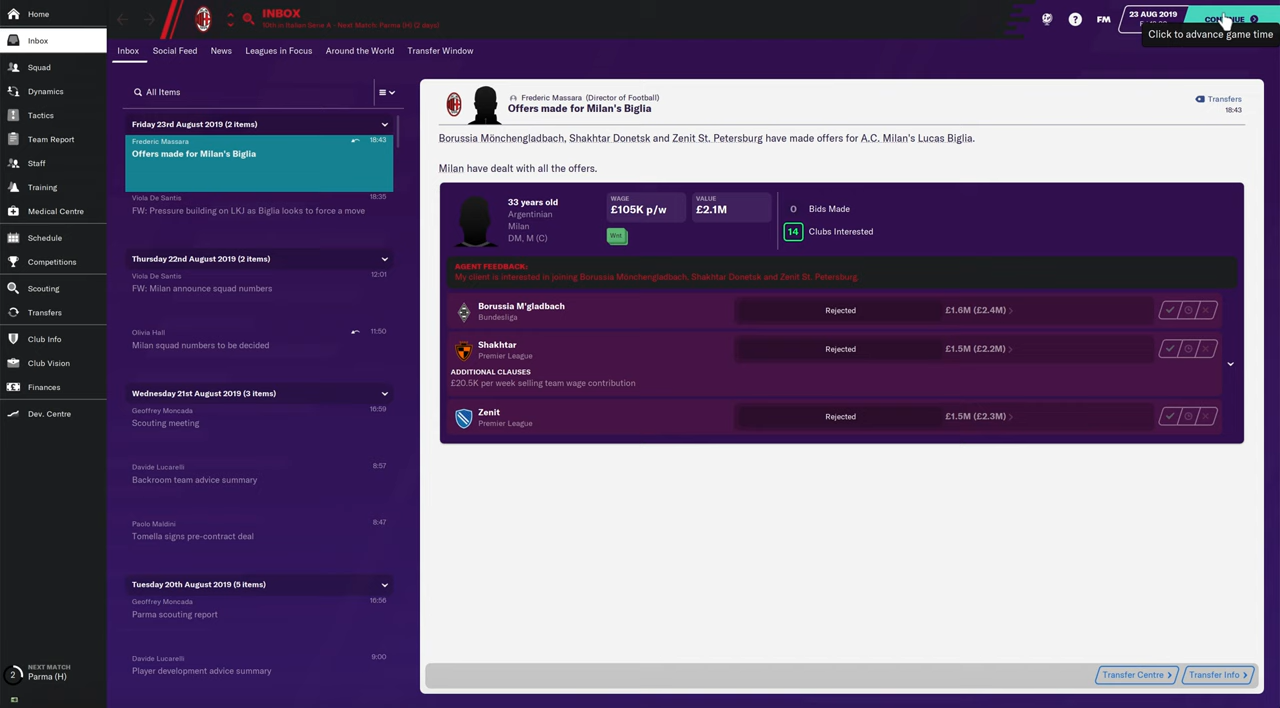 Home
Inbox
Squad
Dynamics
Tactics
Team Report
Staff
Training
Medical Centre
Schedule
Competitions
Scouting
Transfers
Club Info
Club Vision
Finances
Dev. Centre
2
NEXT MATCH
Parma (H)
INBOX
10th in Italian Serie A - Next Match: Parma (H) (2 days)
?
FM
23 AUG 2019
CONTINUE
Click to advance game time
Inbox
Social Feed
News
Leagues in Focus
Around the World
Transfer Window
All Items
Friday 23rd August 2019 (2 items)
Frederic Massara 18:43
Offers made for Milan's Biglia
Viola De Santis 18:35
FW: Pressure building on LKJ as Biglia looks to force a move
Thursday 22nd August 2019 (2 items)
Viola De Santis 12:01
FW: Milan announce squad numbers
Olivia Hall 11:50
Milan squad numbers to be decided
Wednesday 21st August 2019 (3 items)
Geoffrey Moncada 16:59
Scouting meeting
Davide Lucarelli 8:57
Backroom team advice summary
Paolo Maldini 8:47
Tomella signs pre-contract deal
Tuesday 20th August 2019 (5 items)
Geoffrey Moncada 16:56
Parma scouting report
Davide Lucarelli 9:00
Player development advice summary
Frederic Massara (Director of Football)
Offers made for Milan's Biglia
Transfers
18:43
Borussia Mönchengladbach, Shakhtar Donetsk and Zenit St. Petersburg have made offers for A.C. Milan's Lucas Biglia.
Milan have dealt with all the offers.
33 years old
Argentinian
Milan
DM, M (C)
WAGE
£105K p/w
VALUE
£2.1M
Wnt
0 Bids Made
14 Clubs Interested
AGENT FEEDBACK:
My client is interested in joining Borussia Mönchengladbach, Shakhtar Donetsk and Zenit St. Petersburg.
Borussia M'gladbach
Bundesliga
Rejected £1.6M (£2.4M)
Shakhtar
Premier League
Rejected £1.5M (£2.2M)
ADDITIONAL CLAUSES
£20.5K per week selling team wage contribution
Zenit
Premier League
Rejected £1.5M (£2.3M)
Transfer Centre
Transfer Info